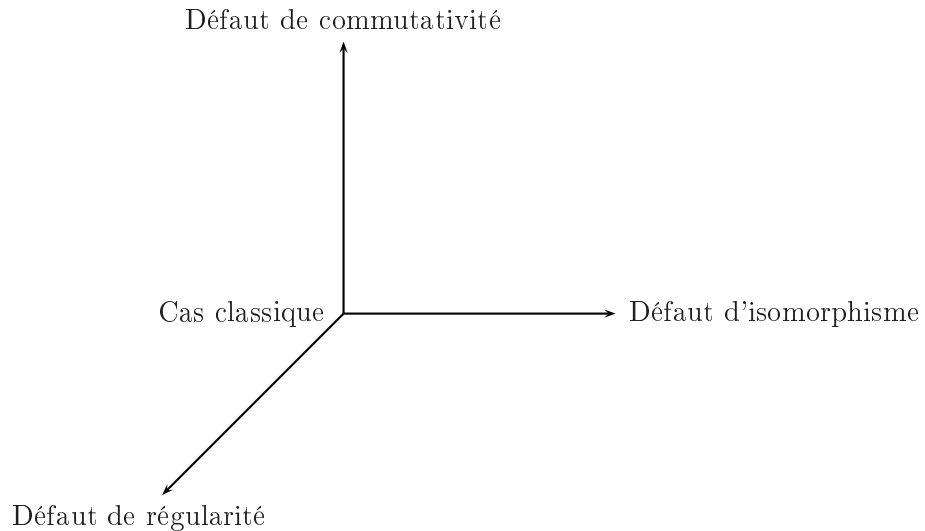 Défaut de commutativité
Cas classique
Défaut d'isomorphisme
Défaut de régularité